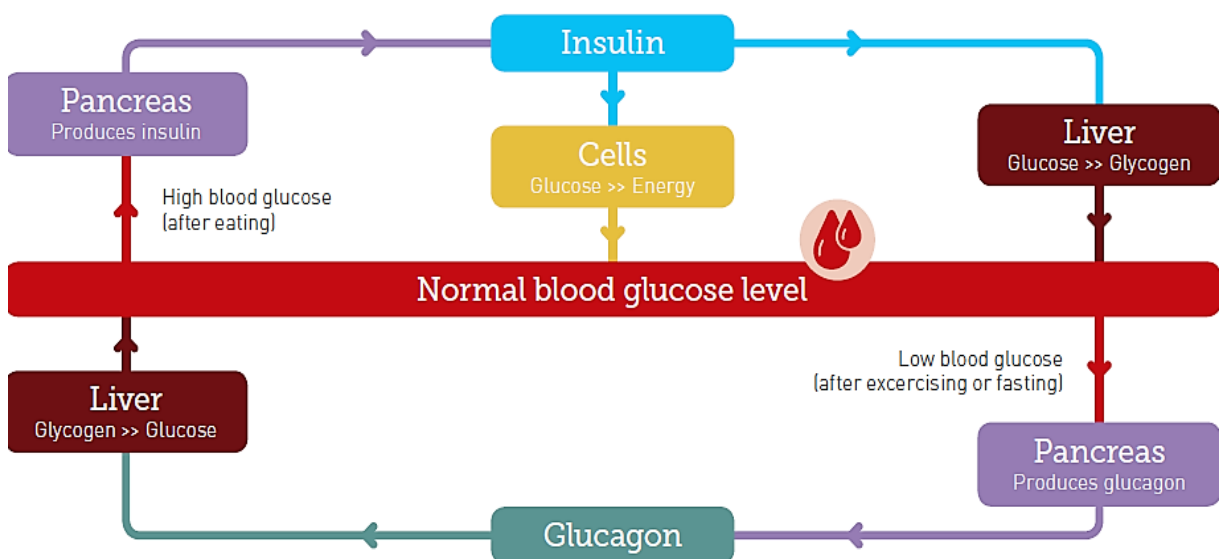 Insulin
Pancreas
Produces insulin
Cells
Glucose >> Energy
Liver
Glucose >> Glycogen
High blood glucose
(after eating)
Normal blood glucose level
Low blood glucose
(after excercising or fasting)
Liver
Glycogen >> Glucose
Pancreas
Produces glucagon
Glucagon